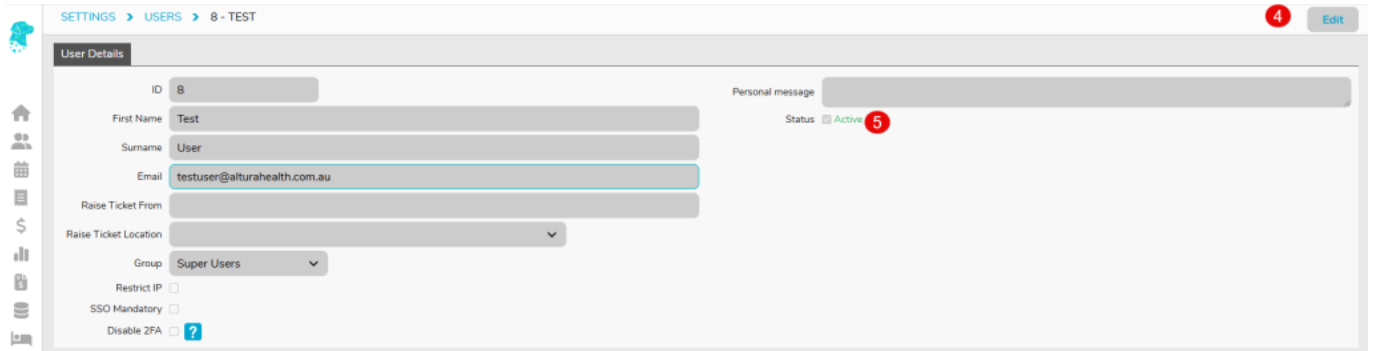 SETTINGS > USERS > 8 - TEST
4
Edit
User Details
ID 8
Personal message
First Name Test
Status Active 5
Surname User
Email testuser@alturahealth.com.au
Raise Ticket From
Raise Ticket Location
Group Super Users
Restrict IP
SSO Mandatory
Disable 2FA ?